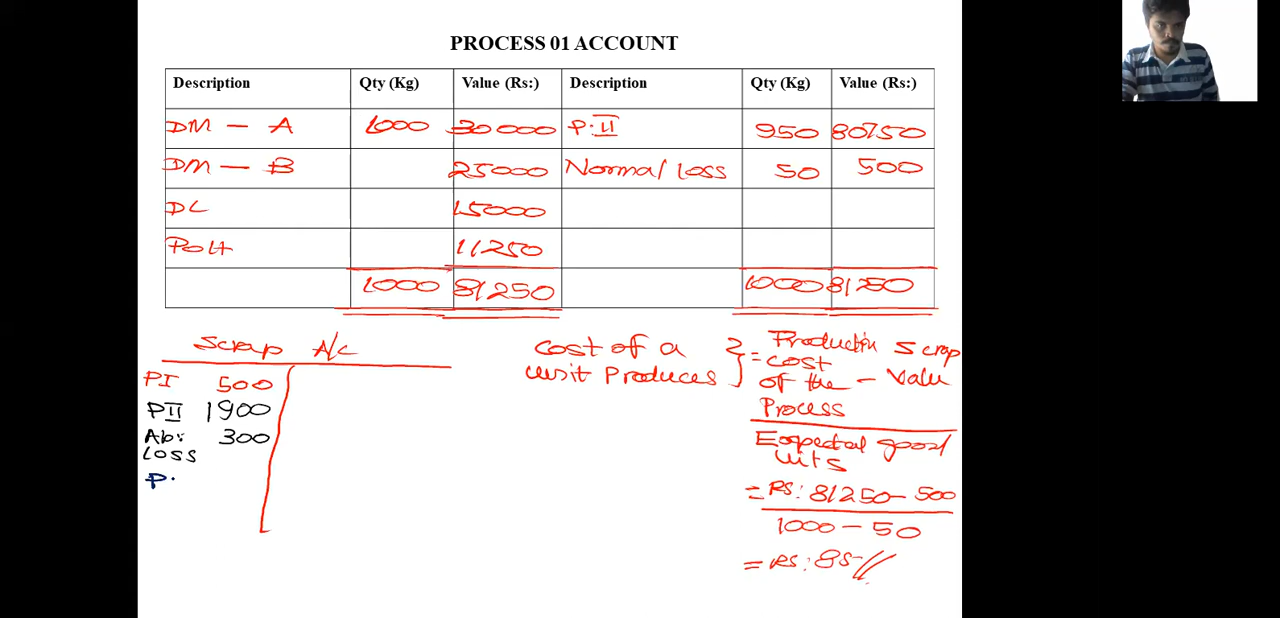 PROCESS 01 ACCOUNT
Description Qty (Kg) Value (Rs:) Description Qty (Kg) Value (Rs:)
DM - A 1000 30000 P.II 950 80750
DM - B 25000 Normal loss 50 500
DL 15000
POH 11250
1000 81250 1000 81250
Scrap A/c
PI 500
PII 1900
Ab: 300
Loss
P.
Cost of a
unit Produces
= Production Scrap
cost
of the - Value
Process
Expected good
units
= RS: 81250 - 500
1000 - 50
= RS: 85//